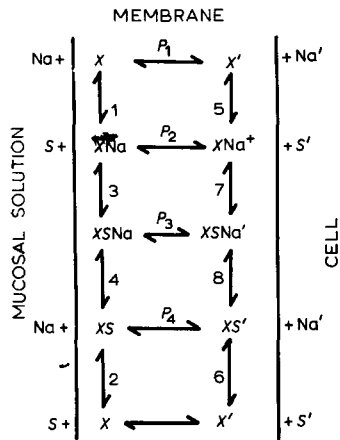 MEMBRANE
Na+ X P1 X' +Na'
1 5
S+ XNa P2 XNa+ +S'
3 7
XSNa P3 XSNa'
4 8
Na+ XS P4 XS' +Na'
2 6
S+ X X' +S'
MUCOSAL SOLUTION
CELL